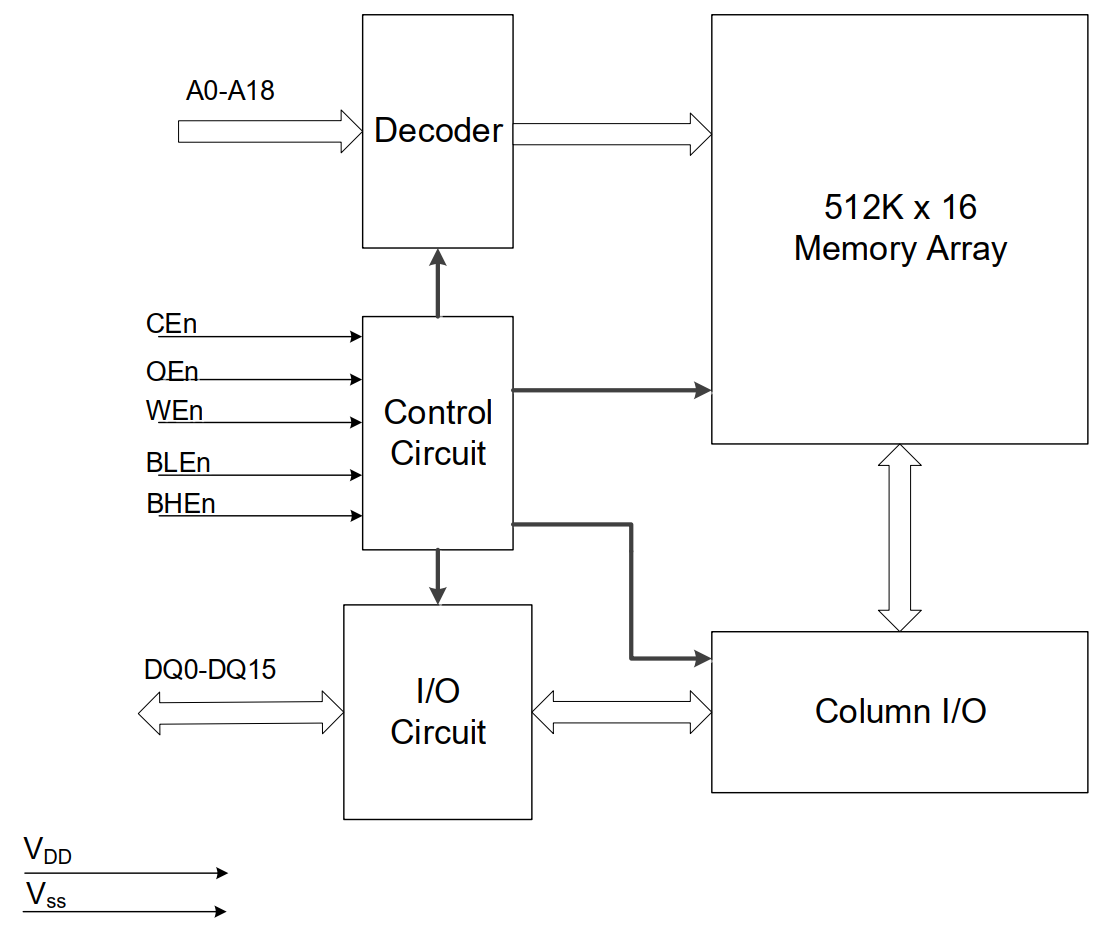 A0-A18
Decoder
512K x 16
Memory Array
CEn
OEn
WEn
BLEn
BHEn
Control
Circuit
DQ0-DQ15
I/O
Circuit
Column I/O
VDD
Vss